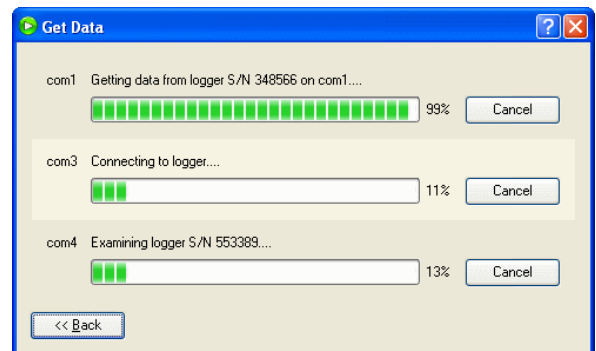 Get Data
com1 Getting data from logger S/N 348566 on com1....
99% Cancel
com3 Connecting to logger....
11% Cancel
com4 Examining logger S/N 553389....
13% Cancel
<< Back